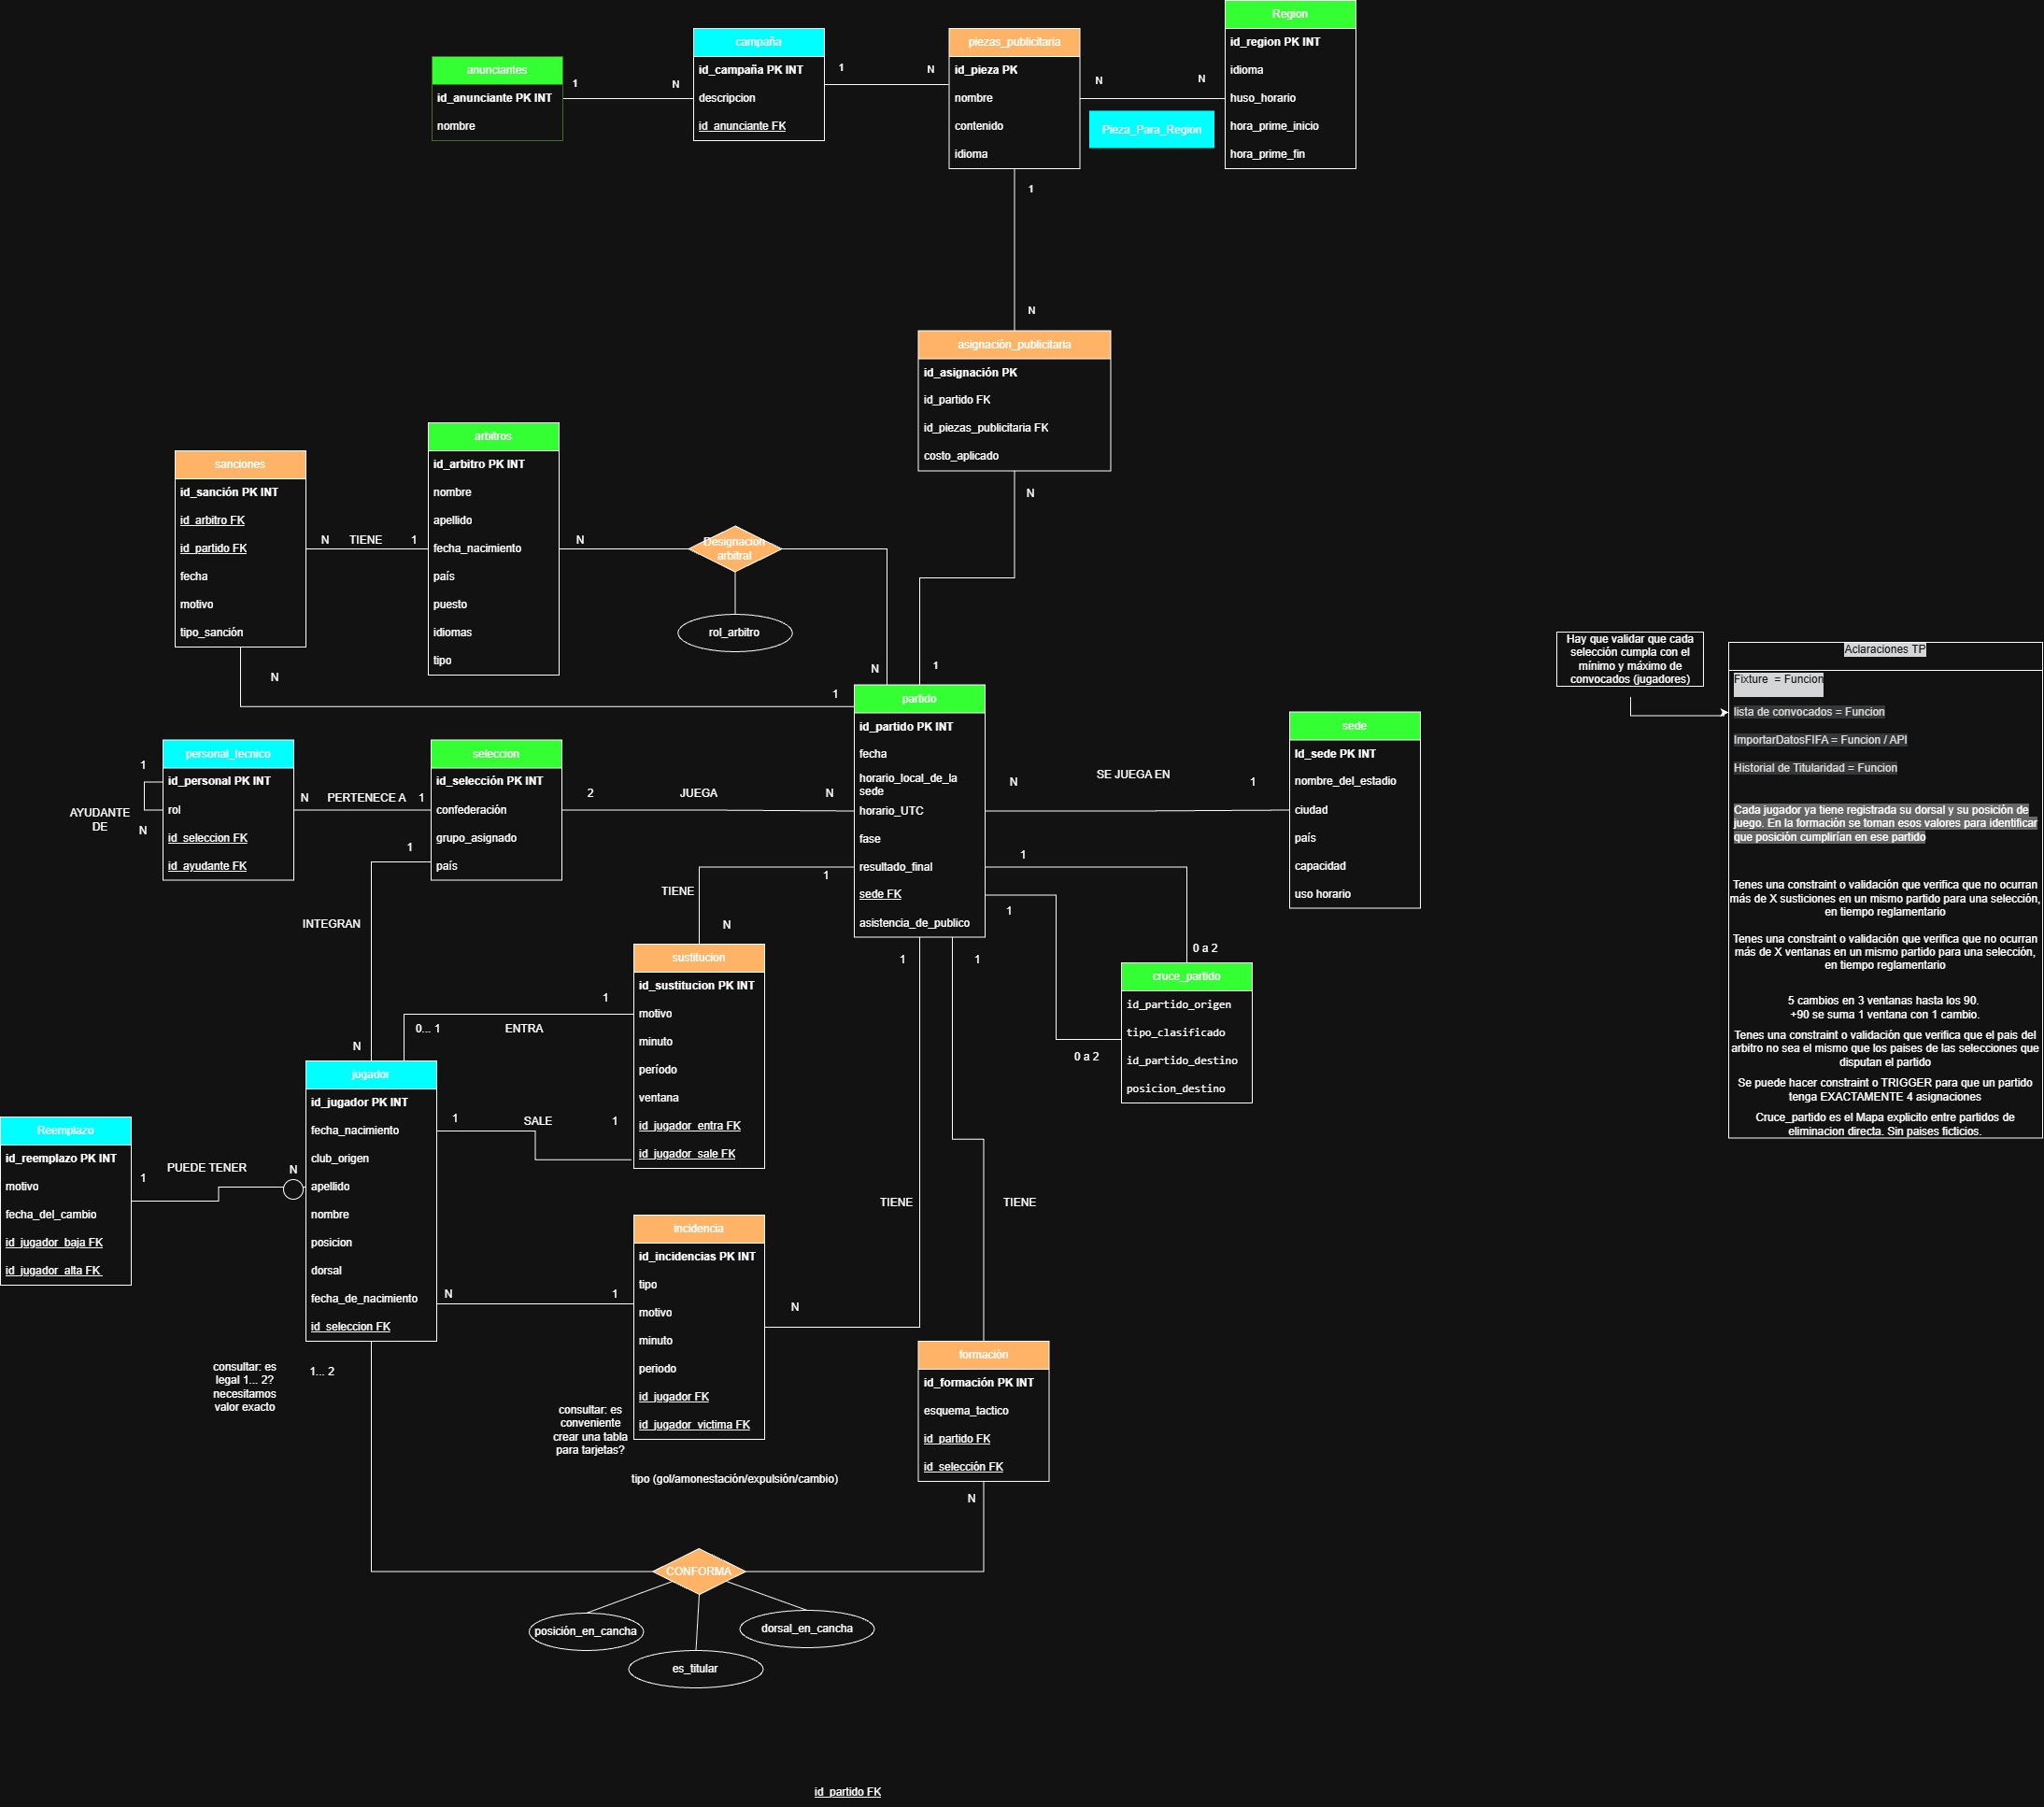 Region
id_region PK INT
idioma
huso_horario
hora_prime_inicio
hora_prime_fin
piezas_publicitaria
id_pieza PK
nombre
contenido
idioma
campaña
id_campaña PK INT
descripcion
id_anunciante FK
anunciantes
id_anunciante PK INT
nombre
1
N
1
N
N
N
Pieza_Para_Region
1
N
asignación_publicitaria
id_asignación PK
id_partido FK
id_piezas_publicitaria FK
costo_aplicado
N
1
arbitros
id_arbitro PK INT
nombre
apellido
fecha_nacimiento
país
puesto
idiomas
tipo
sanciones
id_sanción PK INT
id_arbitro FK
id_partido FK
fecha
motivo
tipo_sanción
N
TIENE
1
N
Designacion
arbitral
rol_arbitro
N
N
1
partido
id_partido PK INT
fecha
horario_local_de_la
sede
horario_UTC
fase
resultado_final
sede FK
asistencia_de_publico
sede
Id_sede PK INT
nombre_del_estadio
ciudad
país
capacidad
uso horario
N
SE JUEGA EN
1
personal_tecnico
id_personal PK INT
rol
id_seleccion FK
id_ayudante FK
1
AYUDANTE
DE
N
N
PERTENECE A
1
seleccion
id_selección PK INT
confederación
grupo_asignado
país
2
JUEGA
N
1
INTEGRAN
N
TIENE
1
N
1
1
0 a 2
0 a 2
cruce_partido
id_partido_origen
tipo_clasificado
id_partido_destino
posicion_destino
sustitucion
id_sustitucion PK INT
motivo
minuto
período
ventana
id_jugador_entra FK
id_jugador_sale FK
1
0... 1
ENTRA
1
SALE
1
jugador
id_jugador PK INT
fecha_nacimiento
club_origen
apellido
nombre
posicion
dorsal
fecha_de_nacimiento
id_seleccion FK
Reemplazo
id_reemplazo PK INT
motivo
fecha_del_cambio
id_jugador_baja FK
id_jugador_alta FK
1
PUEDE TENER
N
1
1
TIENE
TIENE
incidencia
id_incidencias PK INT
tipo
motivo
minuto
periodo
id_jugador FK
id_jugador_victima FK
N
1
N
consultar: es
legal 1... 2?
necesitamos
valor exacto
1... 2
consultar: es
conveniente
crear una tabla
para tarjetas?
tipo (gol/amonestación/expulsión/cambio)
formación
id_formación PK INT
esquema_tactico
id_partido FK
id_selección FK
N
CONFORMA
posición_en_cancha
dorsal_en_cancha
es_titular
id_partido FK
Hay que validar que cada
selección cumpla con el
mínimo y máximo de
convocados (jugadores)
Aclaraciones TP
Fixture = Funcion
lista de convocados = Funcion
ImportarDatosFIFA = Funcion / API
Historial de Titularidad = Funcion
Cada jugador ya tiene registrada su dorsal y su posición de
juego. En la formación se toman esos valores para identificar
que posición cumplirían en ese partido
Tenes una constraint o validación que verifica que no ocurran
más de X susticiones en un mismo partido para una selección,
en tiempo reglamentario
Tenes una constraint o validación que verifica que no ocurran
más de X ventanas en un mismo partido para una selección,
en tiempo reglamentario
5 cambios en 3 ventanas hasta los 90.
+90 se suma 1 ventana con 1 cambio.
Tenes una constraint o validación que verifica que el pais del
arbitro no sea el mismo que los paises de las selecciones que
disputan el partido
Se puede hacer constraint o TRIGGER para que un partido
tenga EXACTAMENTE 4 asignaciones
Cruce_partido es el Mapa explicito entre partidos de
eliminacion directa. Sin paises ficticios.